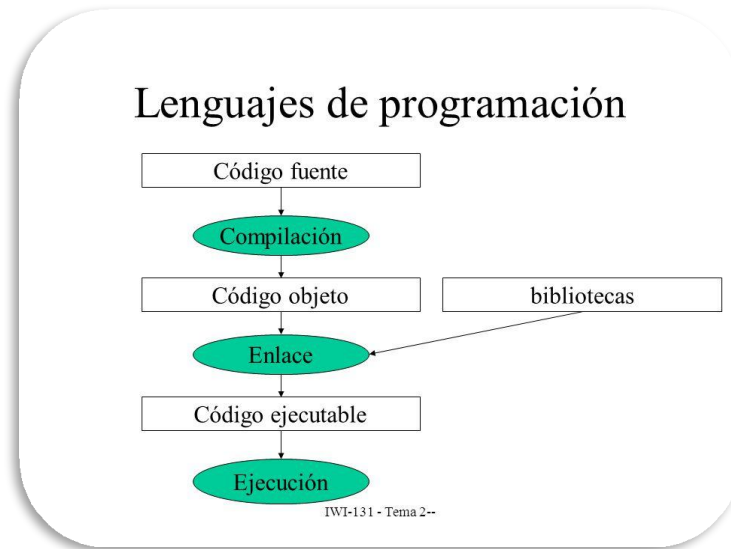 Lenguajes de programación
Código fuente
Compilación
Código objeto
bibliotecas
Enlace
Código ejecutable
Ejecución
IWI-131 - Tema 2--